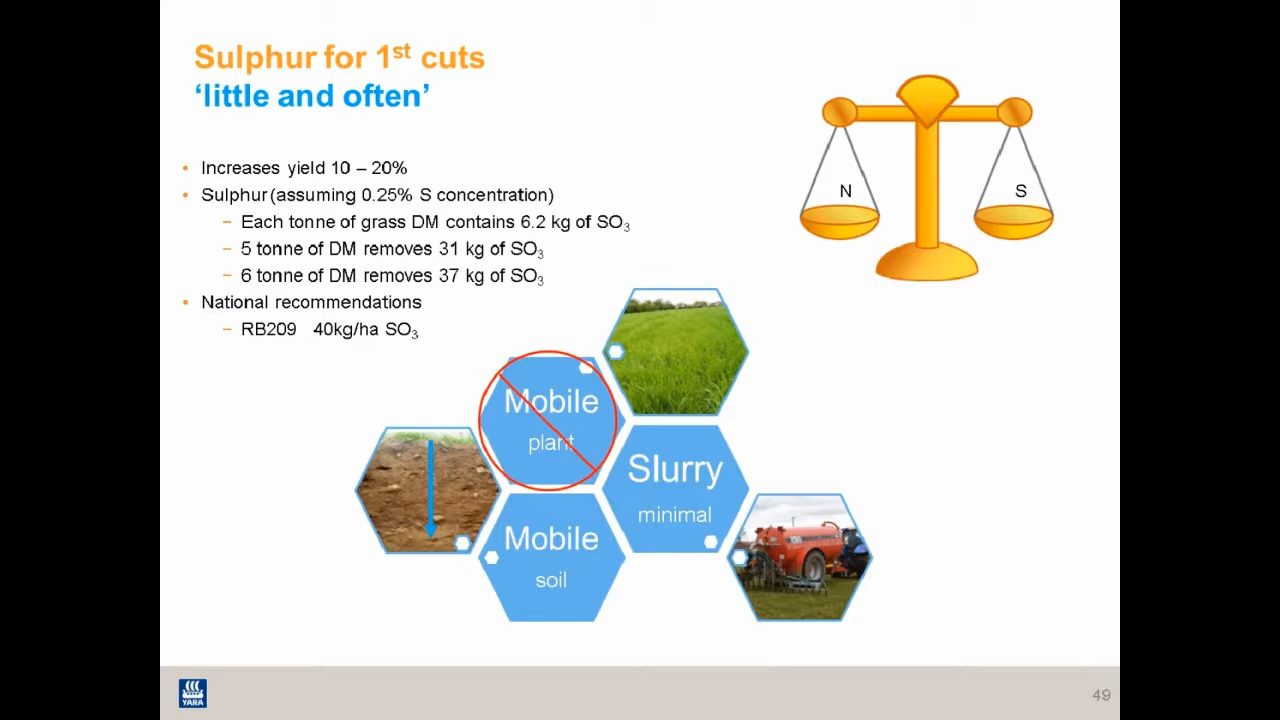 Sulphur for 1st cuts
‘little and often’
• Increases yield 10 – 20%
• Sulphur (assuming 0.25% S concentration)
– Each tonne of grass DM contains 6.2 kg of SO3
– 5 tonne of DM removes 31 kg of SO3
– 6 tonne of DM removes 37 kg of SO3
• National recommendations
– RB209 40kg/ha SO3
N
S
Mobile
plant
Slurry
minimal
Mobile
soil
YARA
49